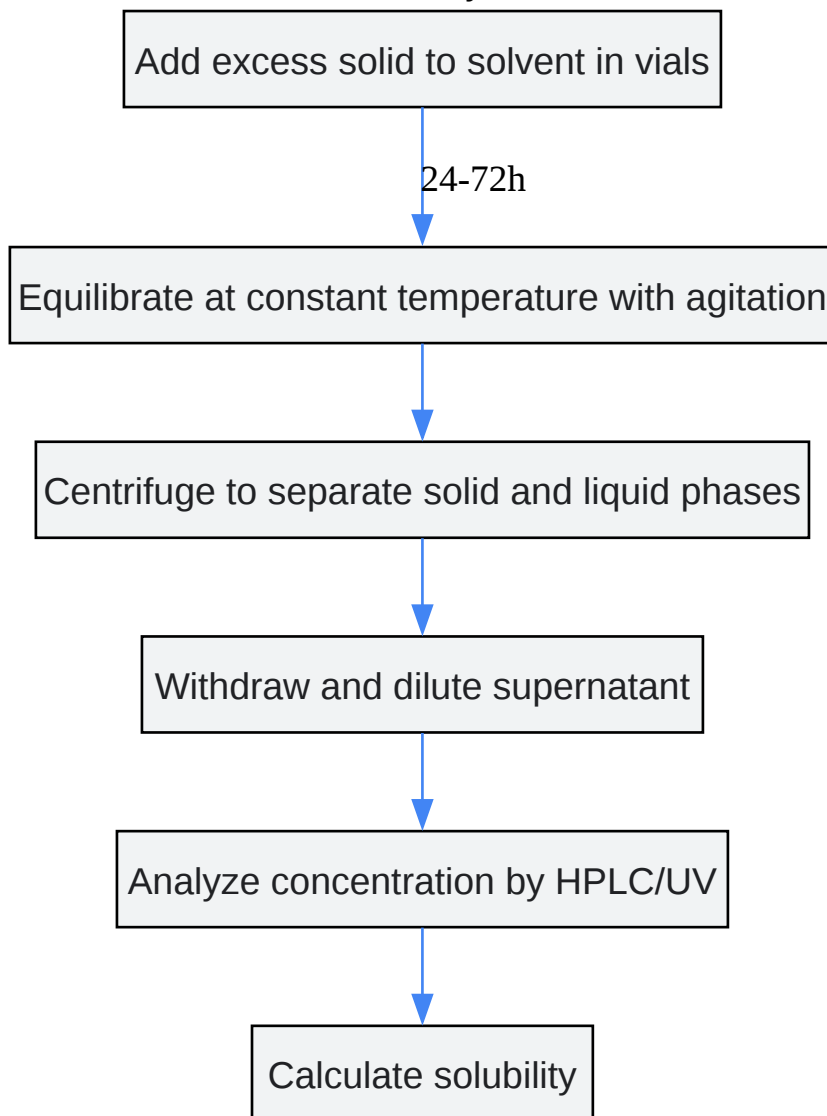 Add excess solid to solvent in vials
24-72h
Equilibrate at constant temperature with agitation
Centrifuge to separate solid and liquid phases
Withdraw and dilute supernatant
Analyze concentration by HPLC/UV
Calculate solubility